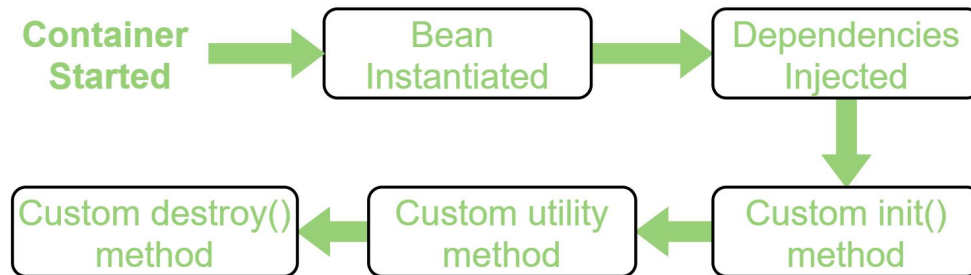 Container
Started
Bean
Instantiated
Dependencies
Injected
Custom init()
method
Custom utility
method
Custom destroy()
method